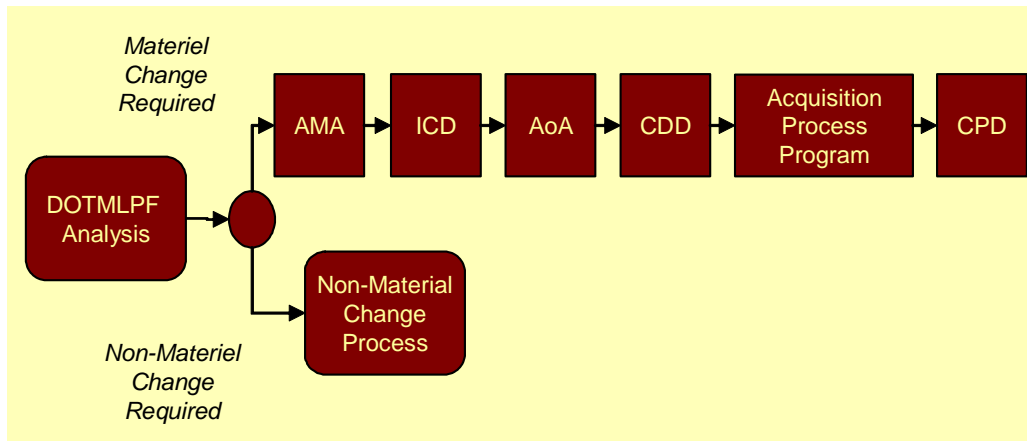 Materiel
Change
Required
AMA
ICD
AoA
CDD
Acquisition
Process
Program
CPD
DOTMLPF
Analysis
Non-Material
Change
Process
Non-Materiel
Change
Required